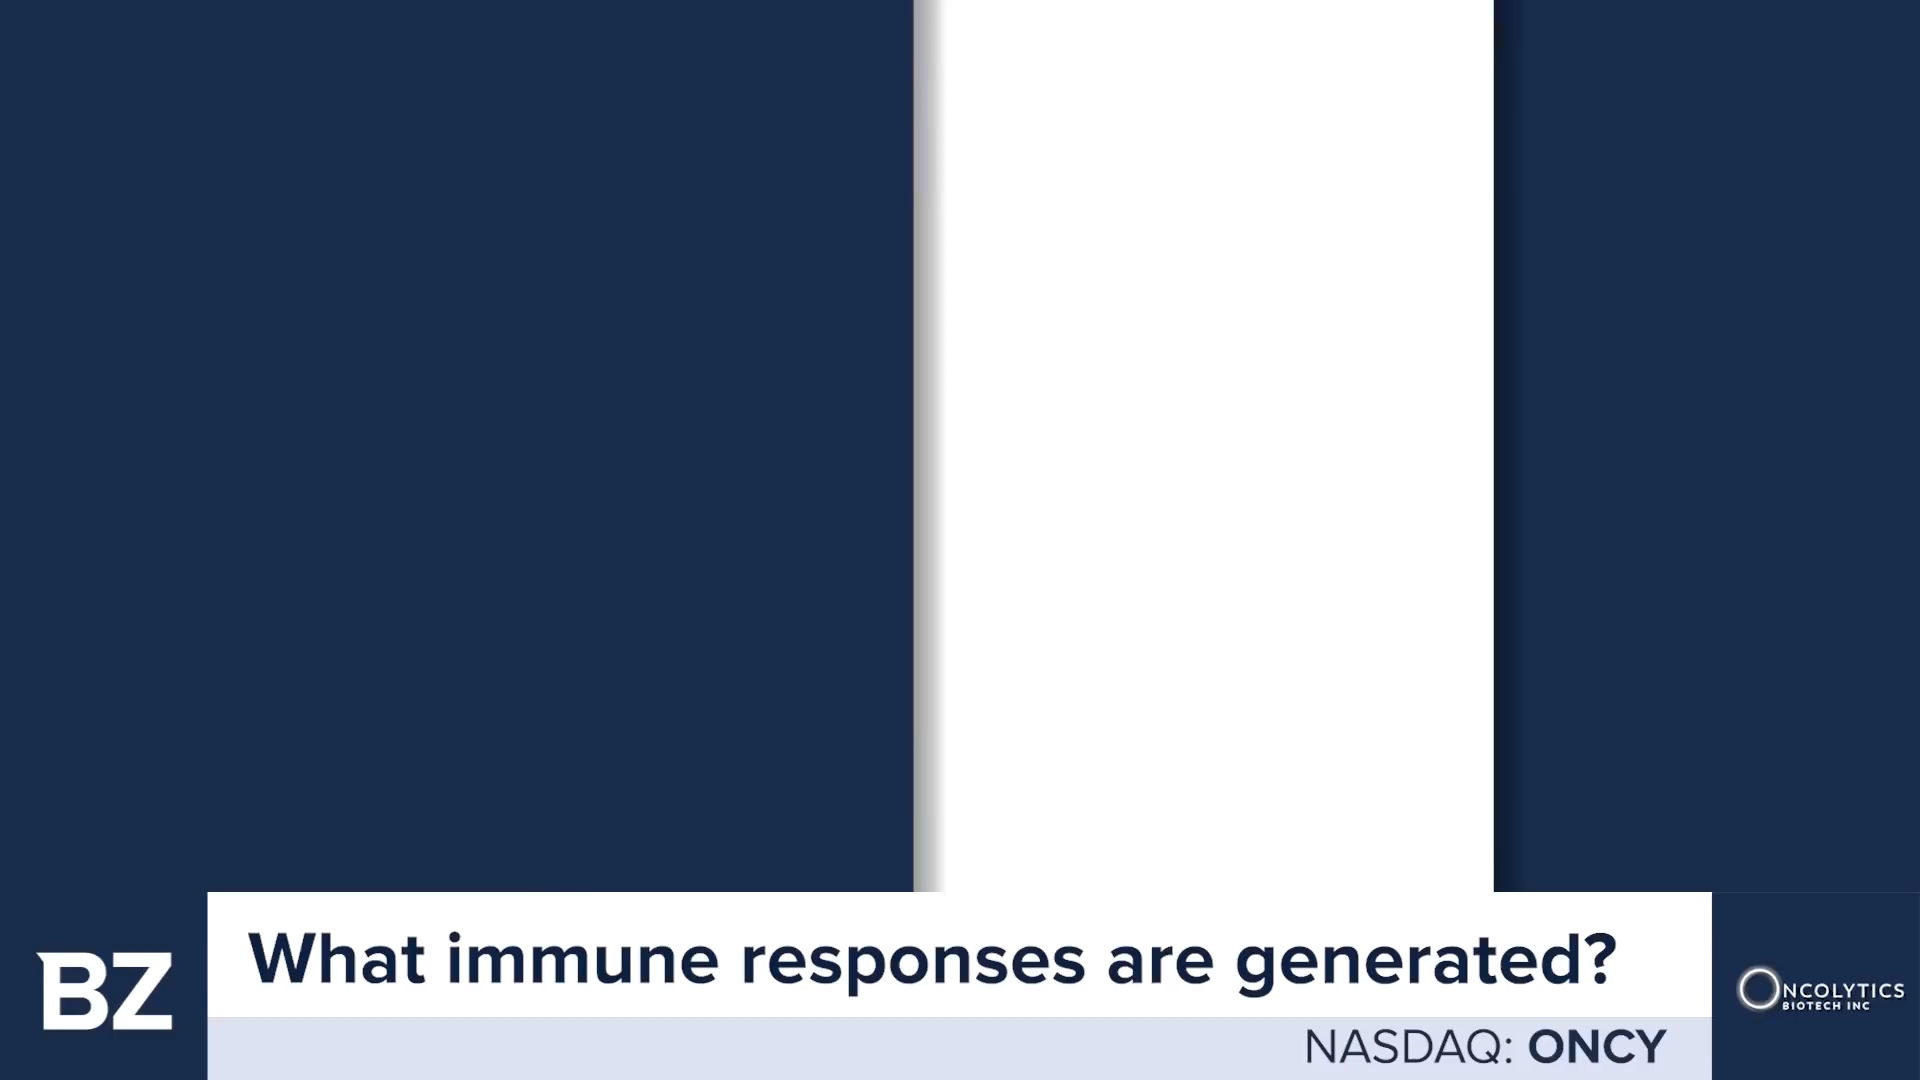 What immune responses are generated?
BZ
ONCOLYTICS
BIOTECH INC
NASDAQ: ONCY